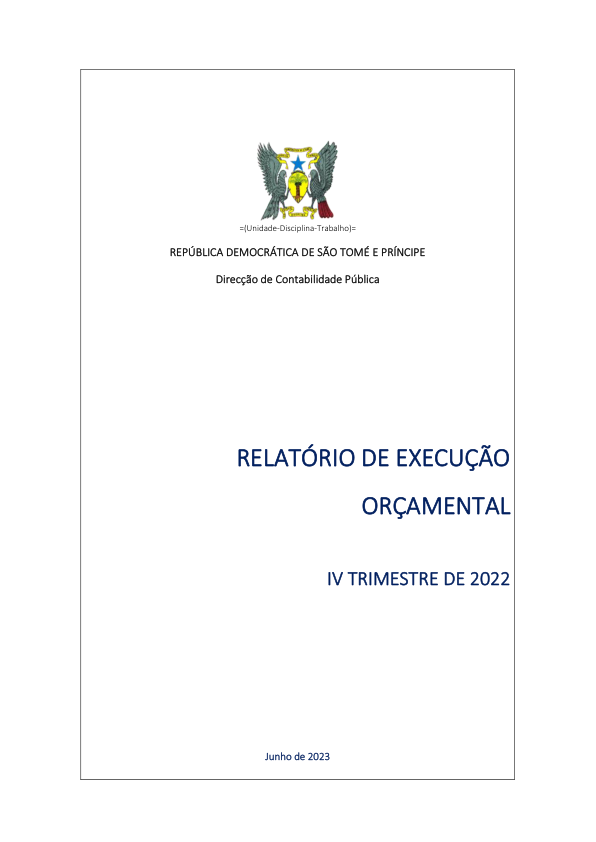 =(Unidade-Disciplina-Trabalho)=
REPÚBLICA DEMOCRÁTICA DE SÃO TOMÉ E PRÍNCIPE
Direcção de Contabilidade Pública
RELATÓRIO DE EXECUÇÃO
ORÇAMENTAL
IV TRIMESTRE DE 2022
Junho de 2023